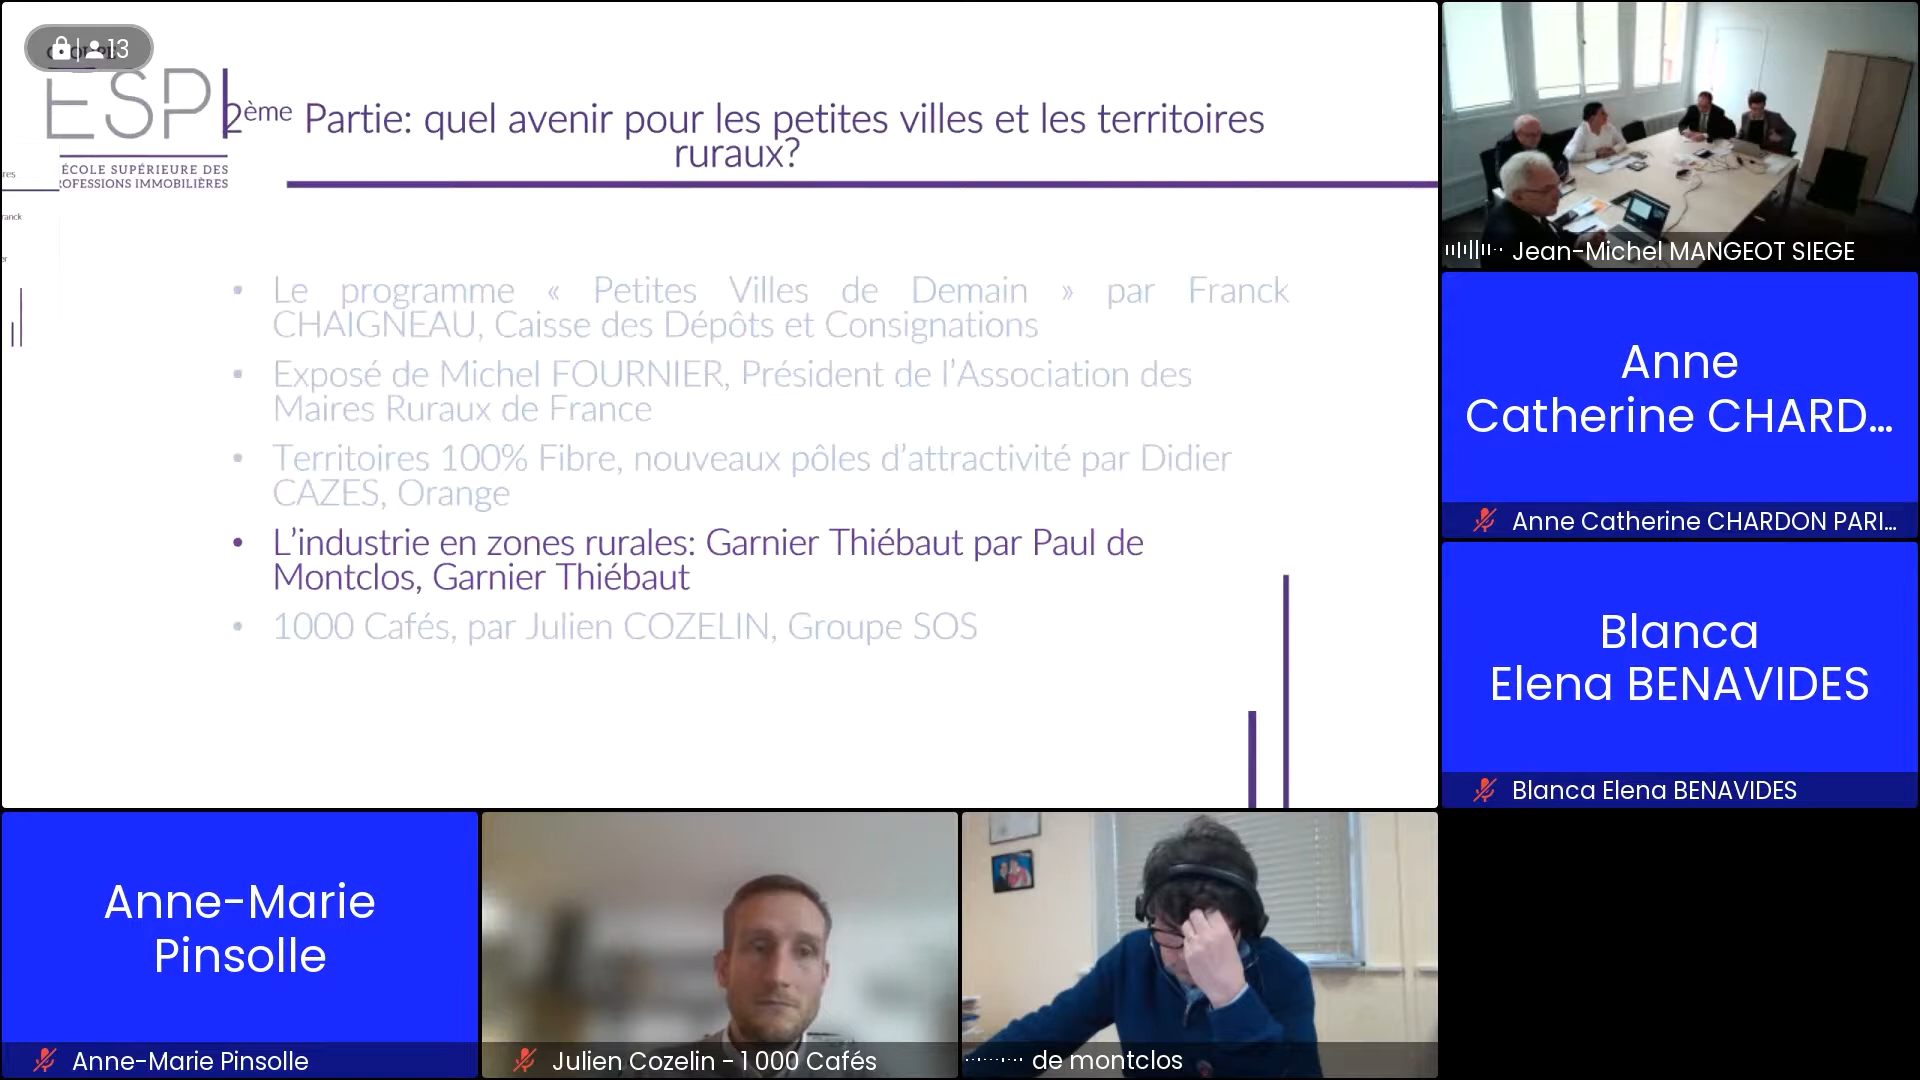 13
ESPI
ÉCOLE SUPÉRIEURE DES
ROFESSIONS IMMOBILIÈRES
2ème Partie: quel avenir pour les petites villes et les territoires
ruraux?
res
ranck
er
• Le programme « Petites Villes de Demain » par Franck
CHAIGNEAU, Caisse des Dépôts et Consignations
• Exposé de Michel FOURNIER, Président de l’Association des
Maires Ruraux de France
• Territoires 100% Fibre, nouveaux pôles d’attractivité par Didier
CAZES, Orange
• L’industrie en zones rurales: Garnier Thiébaut par Paul de
Montclos, Garnier Thiébaut
• 1000 Cafés, par Julien COZELIN, Groupe SOS
Jean-Michel MANGEOT SIEGE
Anne
Catherine CHARD...
Anne Catherine CHARDON PARI...
Blanca
Elena BENAVIDES
Blanca Elena BENAVIDES
Anne-Marie
Pinsolle
Anne-Marie Pinsolle
Julien Cozelin - 1 000 Cafés
de montclos